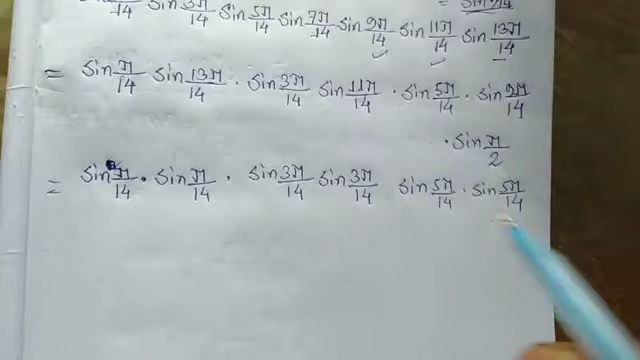 π/14 sin 3π/14 sin 5π/14 sin 7π/14 sin 9π/14 sin 11π/14 sin 13π/14
= sin π/14 sin 13π/14 · sin 3π/14 sin 11π/14 · sin 5π/14 · sin 9π/14
· sin π/2
= sin π/14 · sin π/14 · sin 3π/14 sin 3π/14 sin 5π/14 · sin 5π/14